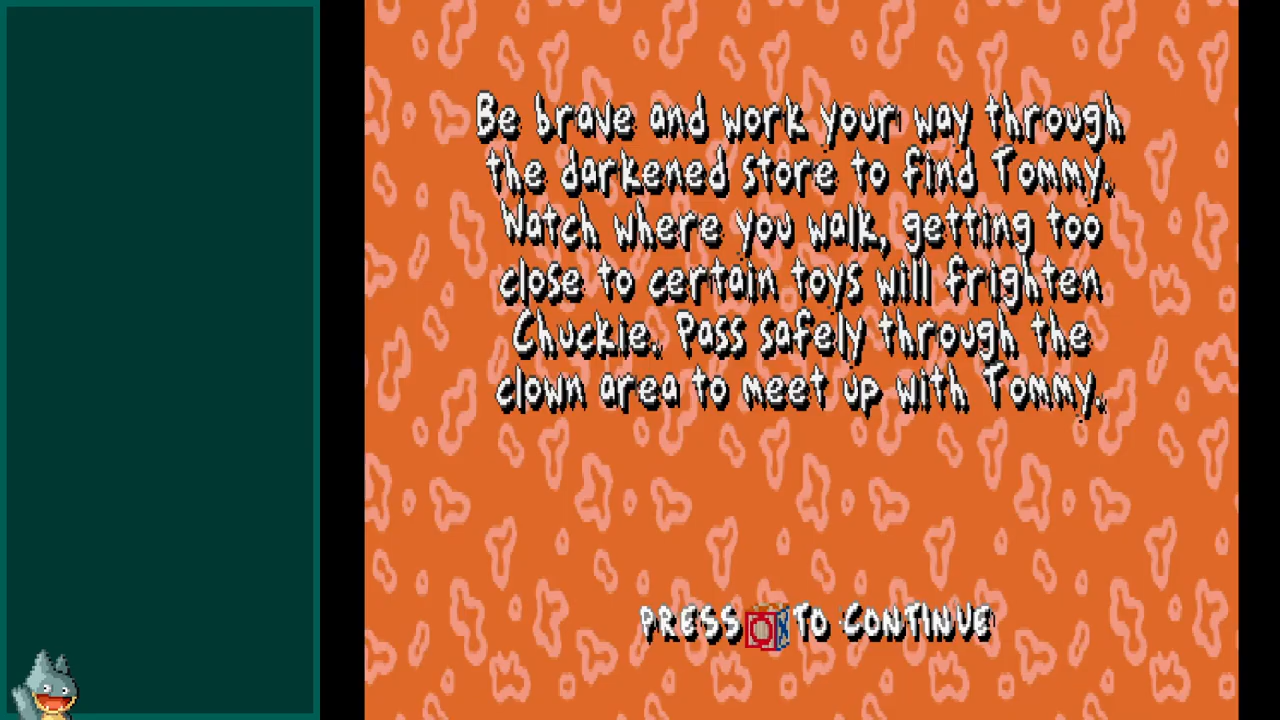 Be brave and work your way through
the darkened store to find Tommy.
Watch where you walk, getting too
close to certain toys will frighten
Chuckie. Pass safely through the
clown area to meet up with Tommy.
PRESS O TO CONTINUE